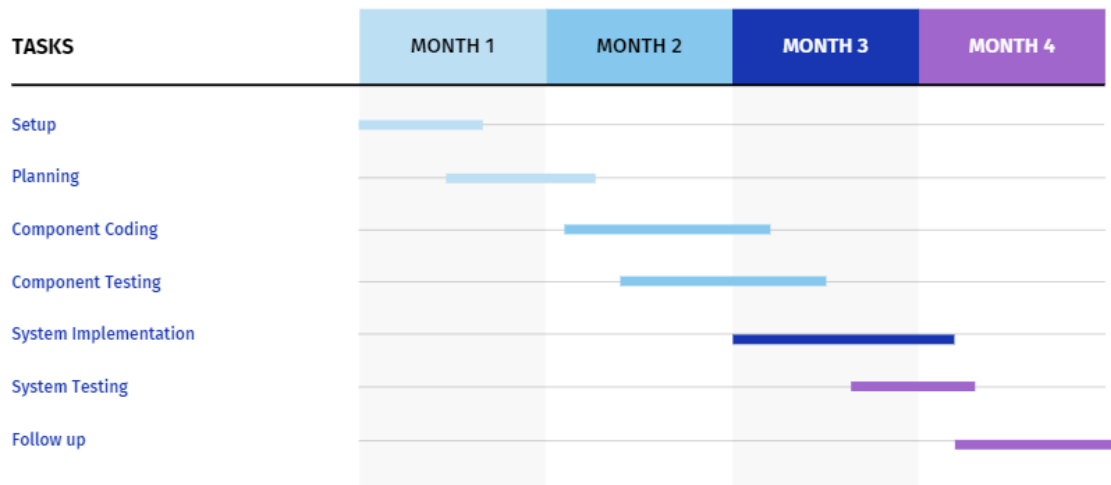 TASKS MONTH 1 MONTH 2 MONTH 3 MONTH 4
Setup
Planning
Component Coding
Component Testing
System Implementation
System Testing
Follow up